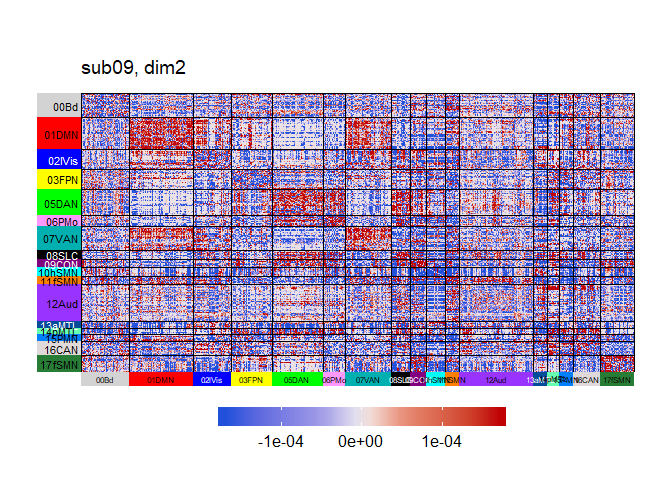 sub09, dim2
00Bd
01DMN
02lVis
03FPN
05DAN
06PMo
07VAN
08SLC
09CON
10hSMN
11fSMN
12Aud
13aMTL
14pMTL
15PMN
16CAN
17fSMN
00Bd 01DMN 02lVis 03FPN 05DAN 06PMo 07VAN 12Aud 16CAN 17fSMN
-1e-04 0e+00 1e-04